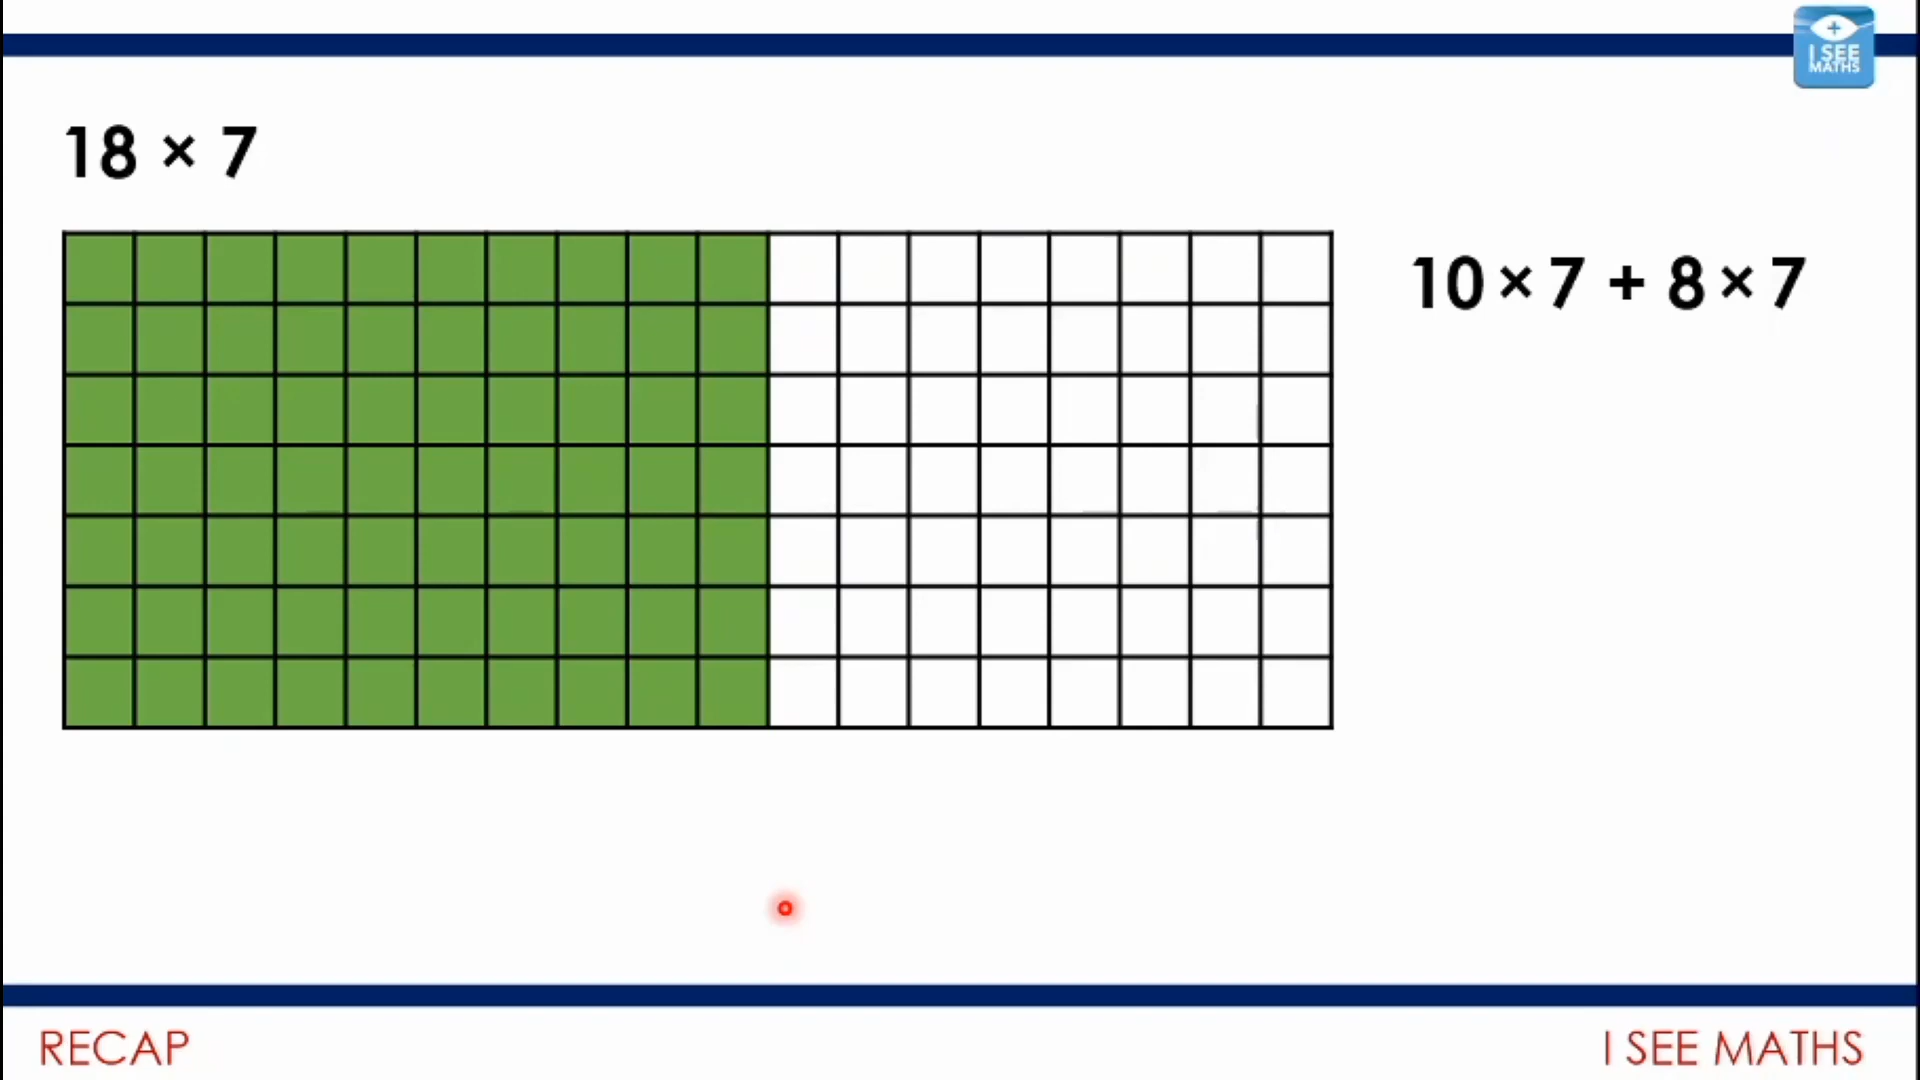 I SEE
MATHS
18 × 7
10 × 7 + 8 × 7
RECAP
I SEE MATHS